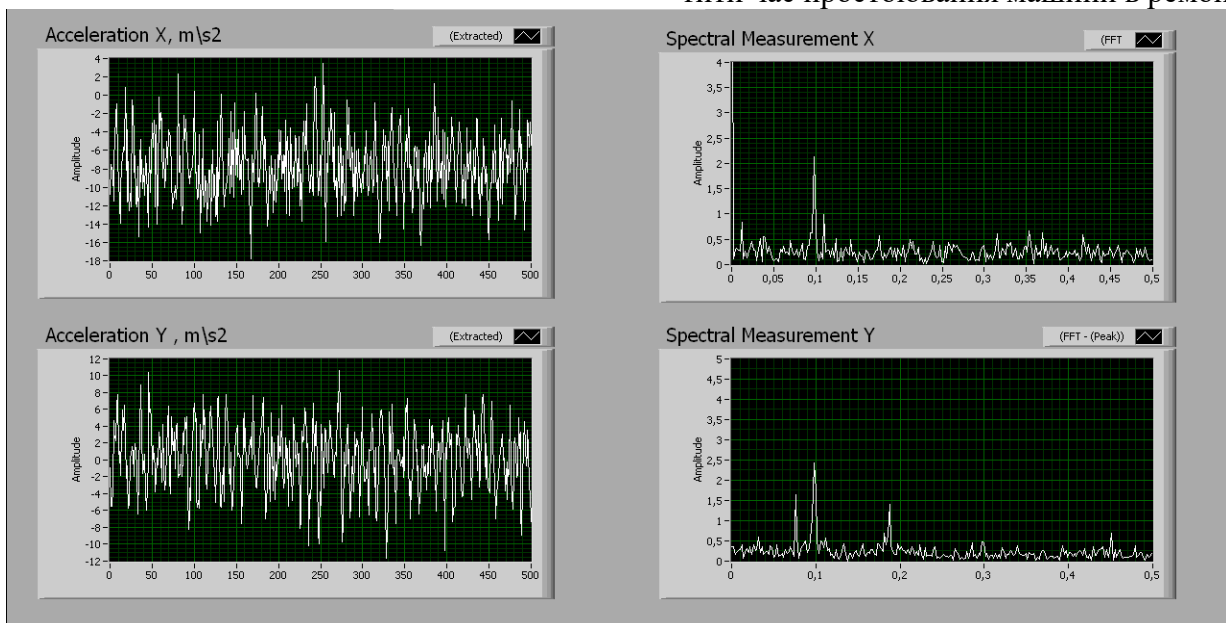 час простоювання машини в
Acceleration X, m\s2
(Extracted)
Amplitude
4
2
0
-2
-4
-6
-8
-10
-12
-14
-16
-18
0 50 100 150 200 250 300 350 400 450 500
Spectral Measurement X
(FFT
Amplitude
4
3,5
3
2,5
2
1,5
1
0,5
0
0 0,05 0,1 0,15 0,2 0,25 0,3 0,35 0,4 0,45 0,5
Acceleration Y , m\s2
(Extracted)
Amplitude
12
10
8
6
4
2
0
-2
-4
-6
-8
-10
-12
0 50 100 150 200 250 300 350 400 450 500
Spectral Measurement Y
(FFT - (Peak))
Amplitude
5
4,5
4
3,5
3
2,5
2
1,5
1
0,5
0
0 0,1 0,2 0,3 0,4 0,5